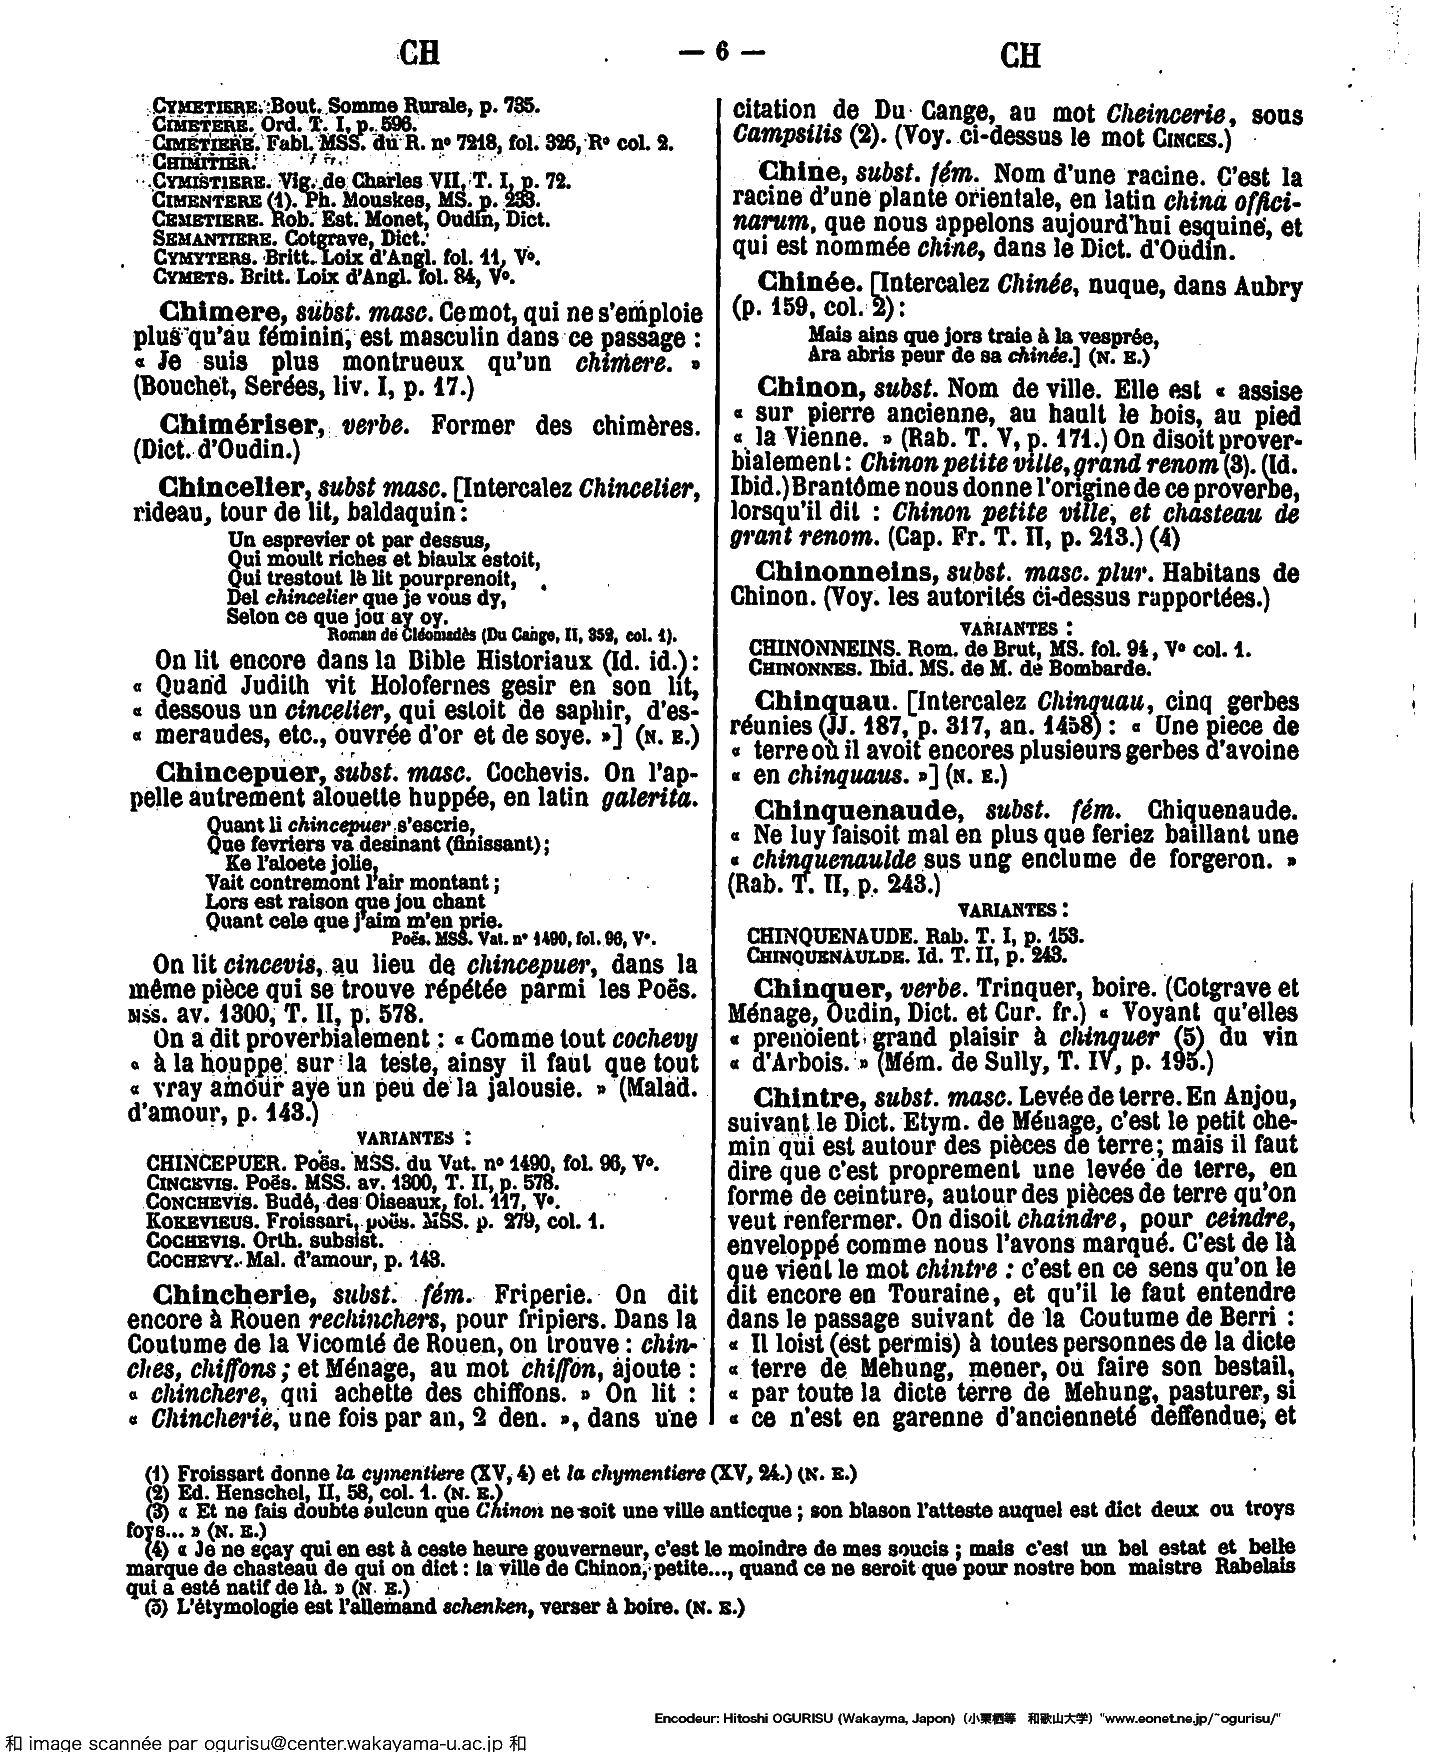 CH — 6 — CH
CYMETIERE. Bout. Somme Rurale, p. 735.
CIMETERE. Ord. T. I, p. 596.
CIMETIERE. Fabl. MSS. du R. nº 7218, fol. 326, Rº col. 2.
CHIMITIER.
CYMISTIERE. Vig. de Charles VII, T. I, p. 72.
CIMENTERE (1). Ph. Mouskes, MS. p. 233.
CEMETIERE. Rob. Est. Monet, Oudin, Dict.
SEMANTIERE. Cotgrave, Dict.
CYMYTERS. Britt. Loix d'Angl. fol. 11, Vº.
CYMETS. Britt. Loix d'Angl. fol. 84, Vº.
Chimere, subst. masc. Ce mot, qui ne s'emploie
plus qu'au féminin, est masculin dans ce passage :
« Je suis plus montrueux qu'un chimere. »
(Bouchet, Serées, liv. I, p. 17.)
Chimériser, verbe. Former des chimères.
(Dict. d'Oudin.)
Chincelier, subst masc. [Intercalez Chincelier,
rideau, tour de lit, baldaquin :
Un esprevier ot par dessus,
Qui moult riches et biaulx estoit,
Qui trestout le lit pourprenoit,
Del chincelier que je vous dy,
Selon ce que jou ay oy.
Roman de Cléomadès (Du Cange, II, 352, col. 1).
On lit encore dans la Bible Historiaux (Id. id.) :
« Quand Judith vit Holofernes gesir en son lit,
« dessous un cincelier, qui estoit de saphir, d'es-
« meraudes, etc., ouvrée d'or et de soye. »] (N. E.)
Chincepuer, subst. masc. Cochevis. On l'ap-
pelle autrement alouette huppée, en latin galerita.
Quant li chincepuer s'escrie,
Que fevriers va desinant (finissant) ;
Ke l'aloete jolie,
Vait contremont l'air montant ;
Lors est raison que jou chant
Quant cele que j'aim m'en prie.
Poës. MSS. Vat. nº 1490, fol. 96, Vº.
On lit cincevis, au lieu de chincepuer, dans la
même pièce qui se trouve répétée parmi les Poës.
MSS. av. 1300, T. II, p. 578.
On a dit proverbialement : « Comme tout cochevy
« à la houppe sur la teste, ainsy il faut que tout
« vray amour aye un peu de la jalousie. » (Malad.
d'amour, p. 143.)
VARIANTES :
CHINCEPUER. Poës. MSS. du Vat. nº 1490, fol. 96, Vº.
CINCEVIS. Poës. MSS. av. 1300, T. II, p. 578.
CONCHEVIS. Budé, des Oiseaux, fol. 117, Vº.
KOKEVIEUS. Froissart, poës. MSS. p. 279, col. 1.
COCHEVIS. Orth. subsist.
COCHEVY. Mal. d'amour, p. 143.
Chincherie, subst. fém. Friperie. On dit
encore à Rouen rechinchers, pour fripiers. Dans la
Coutume de la Vicomté de Rouen, on trouve : chin-
ches, chiffons ; et Ménage, au mot chiffon, ajoute :
« chinchere, qui achette des chiffons. » On lit :
« Chincherie, une fois par an, 2 den. », dans une
citation de Du Cange, au mot Cheincerie, sous
Campsilis (2). (Voy. ci-dessus le mot CINCES.)
Chine, subst. fém. Nom d'une racine. C'est la
racine d'une plante orientale, en latin china offici-
narum, que nous appelons aujourd'hui esquine, et
qui est nommée chine, dans le Dict. d'Oudin.
Chinée. [Intercalez Chinée, nuque, dans Aubry
(p. 159, col. 2) :
Mais ains que jors traie à la vesprée,
Ara abris peur de sa chinée.] (N. E.)
Chinon, subst. Nom de ville. Elle est « assise
« sur pierre ancienne, au hault le bois, au pied
« la Vienne. » (Rab. T. V, p. 171.) On disoit prover-
bialement : Chinon petite ville, grand renom (3). (Id.
Ibid.) Brantôme nous donne l'origine de ce proverbe,
lorsqu'il dit : Chinon petite ville, et chasteau de
grant renom. (Cap. Fr. T. II, p. 213.) (4)
Chinonneins, subst. masc. plur. Habitans de
Chinon. (Voy. les autorités ci-dessus rapportées.)
VARIANTES :
CHINONNEINS. Rom. de Brut, MS. fol. 94, Vº col. 1.
CHINONNES. Ibid. MS. de M. de Bombarde.
Chinquau. [Intercalez Chinquau, cinq gerbes
réunies (JJ. 187, p. 317, an. 1458) : « Une piece de
« terre où il avoit encores plusieurs gerbes d'avoine
« en chinquaus. »] (N. E.)
Chinquenaude, subst. fém. Chiquenaude.
« Ne luy faisoit mal en plus que feriez baillant une
« chinquenaulde sus ung enclume de forgeron. »
(Rab. T. II, p. 243.)
VARIANTES :
CHINQUENAUDE. Rab. T. I, p. 153.
CHINQUENAULDE. Id. T. II, p. 243.
Chinquer, verbe. Trinquer, boire. (Cotgrave et
Ménage, Oudin, Dict. et Cur. fr.) « Voyant qu'elles
« prenoient grand plaisir à chinquer (5) du vin
« d'Arbois. » (Mém. de Sully, T. IV, p. 195.)
Chintre, subst. masc. Levée de terre. En Anjou,
suivant le Dict. Etym. de Ménage, c'est le petit che-
min qui est autour des pièces de terre ; mais il faut
dire que c'est proprement une levée de terre, en
forme de ceinture, autour des pièces de terre qu'on
veut renfermer. On disoit chaindre, pour ceindre,
enveloppé comme nous l'avons marqué. C'est de là
que vient le mot chintre : c'est en ce sens qu'on le
dit encore en Touraine, et qu'il le faut entendre
dans le passage suivant de la Coutume de Berri :
« Il loist (est permis) à toutes personnes de la dicte
« terre de Mehung, mener, ou faire son bestail,
« par toute la dicte terre de Mehung, pasturer, si
« ce n'est en garenne d'ancienneté deffendue, et
(1) Froissart donne la cymentiere (XV, 4) et la chymentiere (XV, 24.) (N. E.)
(2) Ed. Henschel, II, 58, col. 1. (N. E.)
(3) « Et ne fais doubte aulcun que Chinon ne soit une ville anticque ; son blason l'atteste auquel est dict deux ou troys
foys... » (N. E.)
(4) « Je ne sçay qui en est à ceste heure gouverneur, c'est le moindre de mes soucis ; mais c'est un bel estat et belle
marque de chasteau de qui on dict : la ville de Chinon, petite..., quand ce ne seroit que pour nostre bon maistre Rabelais
qui a esté natif de là. » (N. E.)
(5) L'étymologie est l'allemand schenken, verser à boire. (N. E.)
Encodeur: Hitoshi OGURISU (Wakayma, Japon) (小栗栖等 和歌山大学) "www.eonet.ne.jp/~ogurisu/"
和 image scannée par ogurisu@center.wakayama-u.ac.jp 和